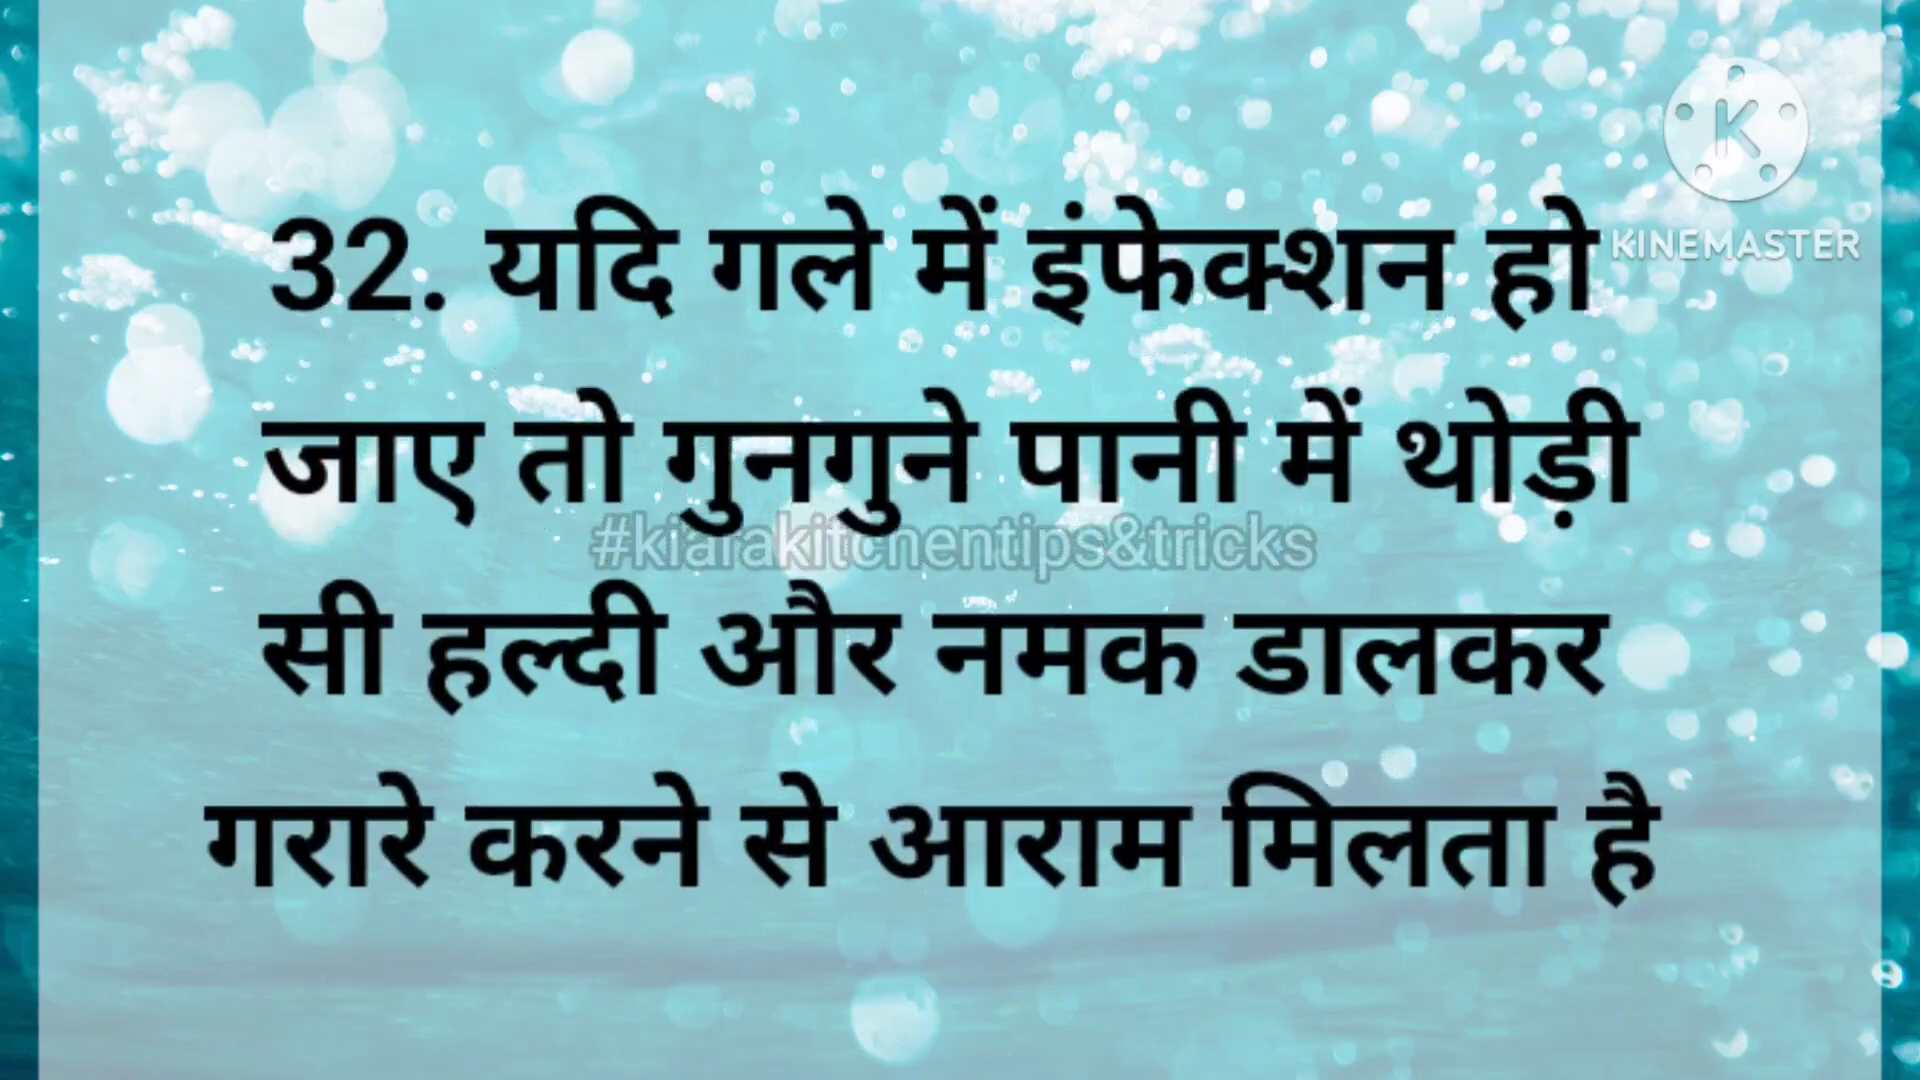 KINEMASTER
32. यदि गले में इंफेक्शन हो
जाए तो गुनगुने पानी में थोड़ी
#kiarakitchentips&tricks
सी हल्दी और नमक डालकर
गरारे करने से आराम मिलता है